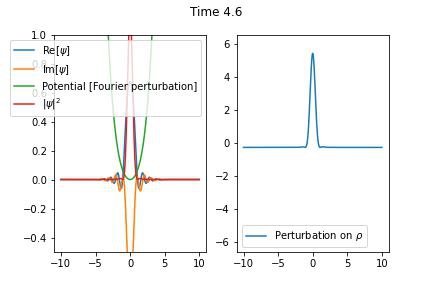 Time 4.6
1.0
0.8
0.6
0.4
0.2
0.0
−0.2
−0.4
Re[ψ]
Im[ψ]
Potential [Fourier perturbation]
|ψ|²
−10 −5 0 5 10
6
4
2
0
−2
−4
−6
Perturbation on ρ
−10 −5 0 5 10